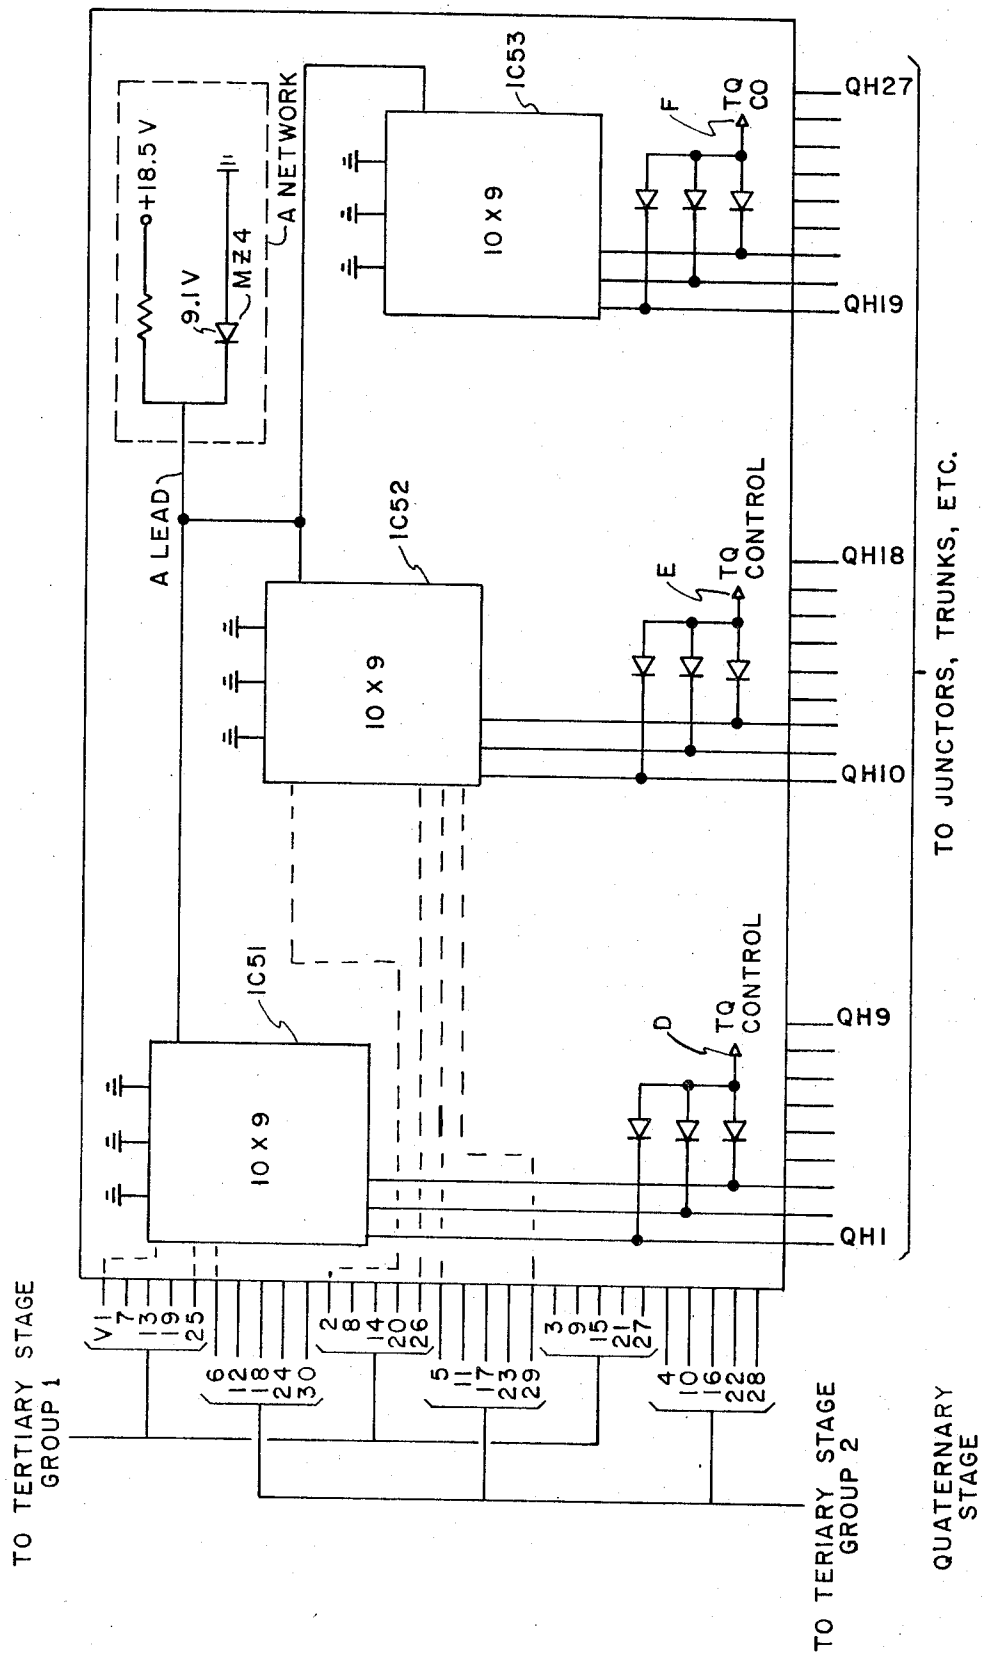 TO TERTIARY STAGE
GROUP 1
V1
7
13
19
25
6
12
18
24
30
2
8
14
20
26
5
11
17
23
29
3
9
15
21
27
4
10
16
22
28
TO TERIARY STAGE
GROUP 2
QUATERNARY
STAGE
10 X 9
IC51
10 X 9
IC52
10 X 9
IC53
A LEAD
9.1V
MZ4
+18.5 V
A NETWORK
D
TQ
CONTROL
E
TQ
CONTROL
F
TQ
CO
QH1
QH9
QH10
QH18
QH19
QH27
TO JUNCTORS, TRUNKS, ETC.